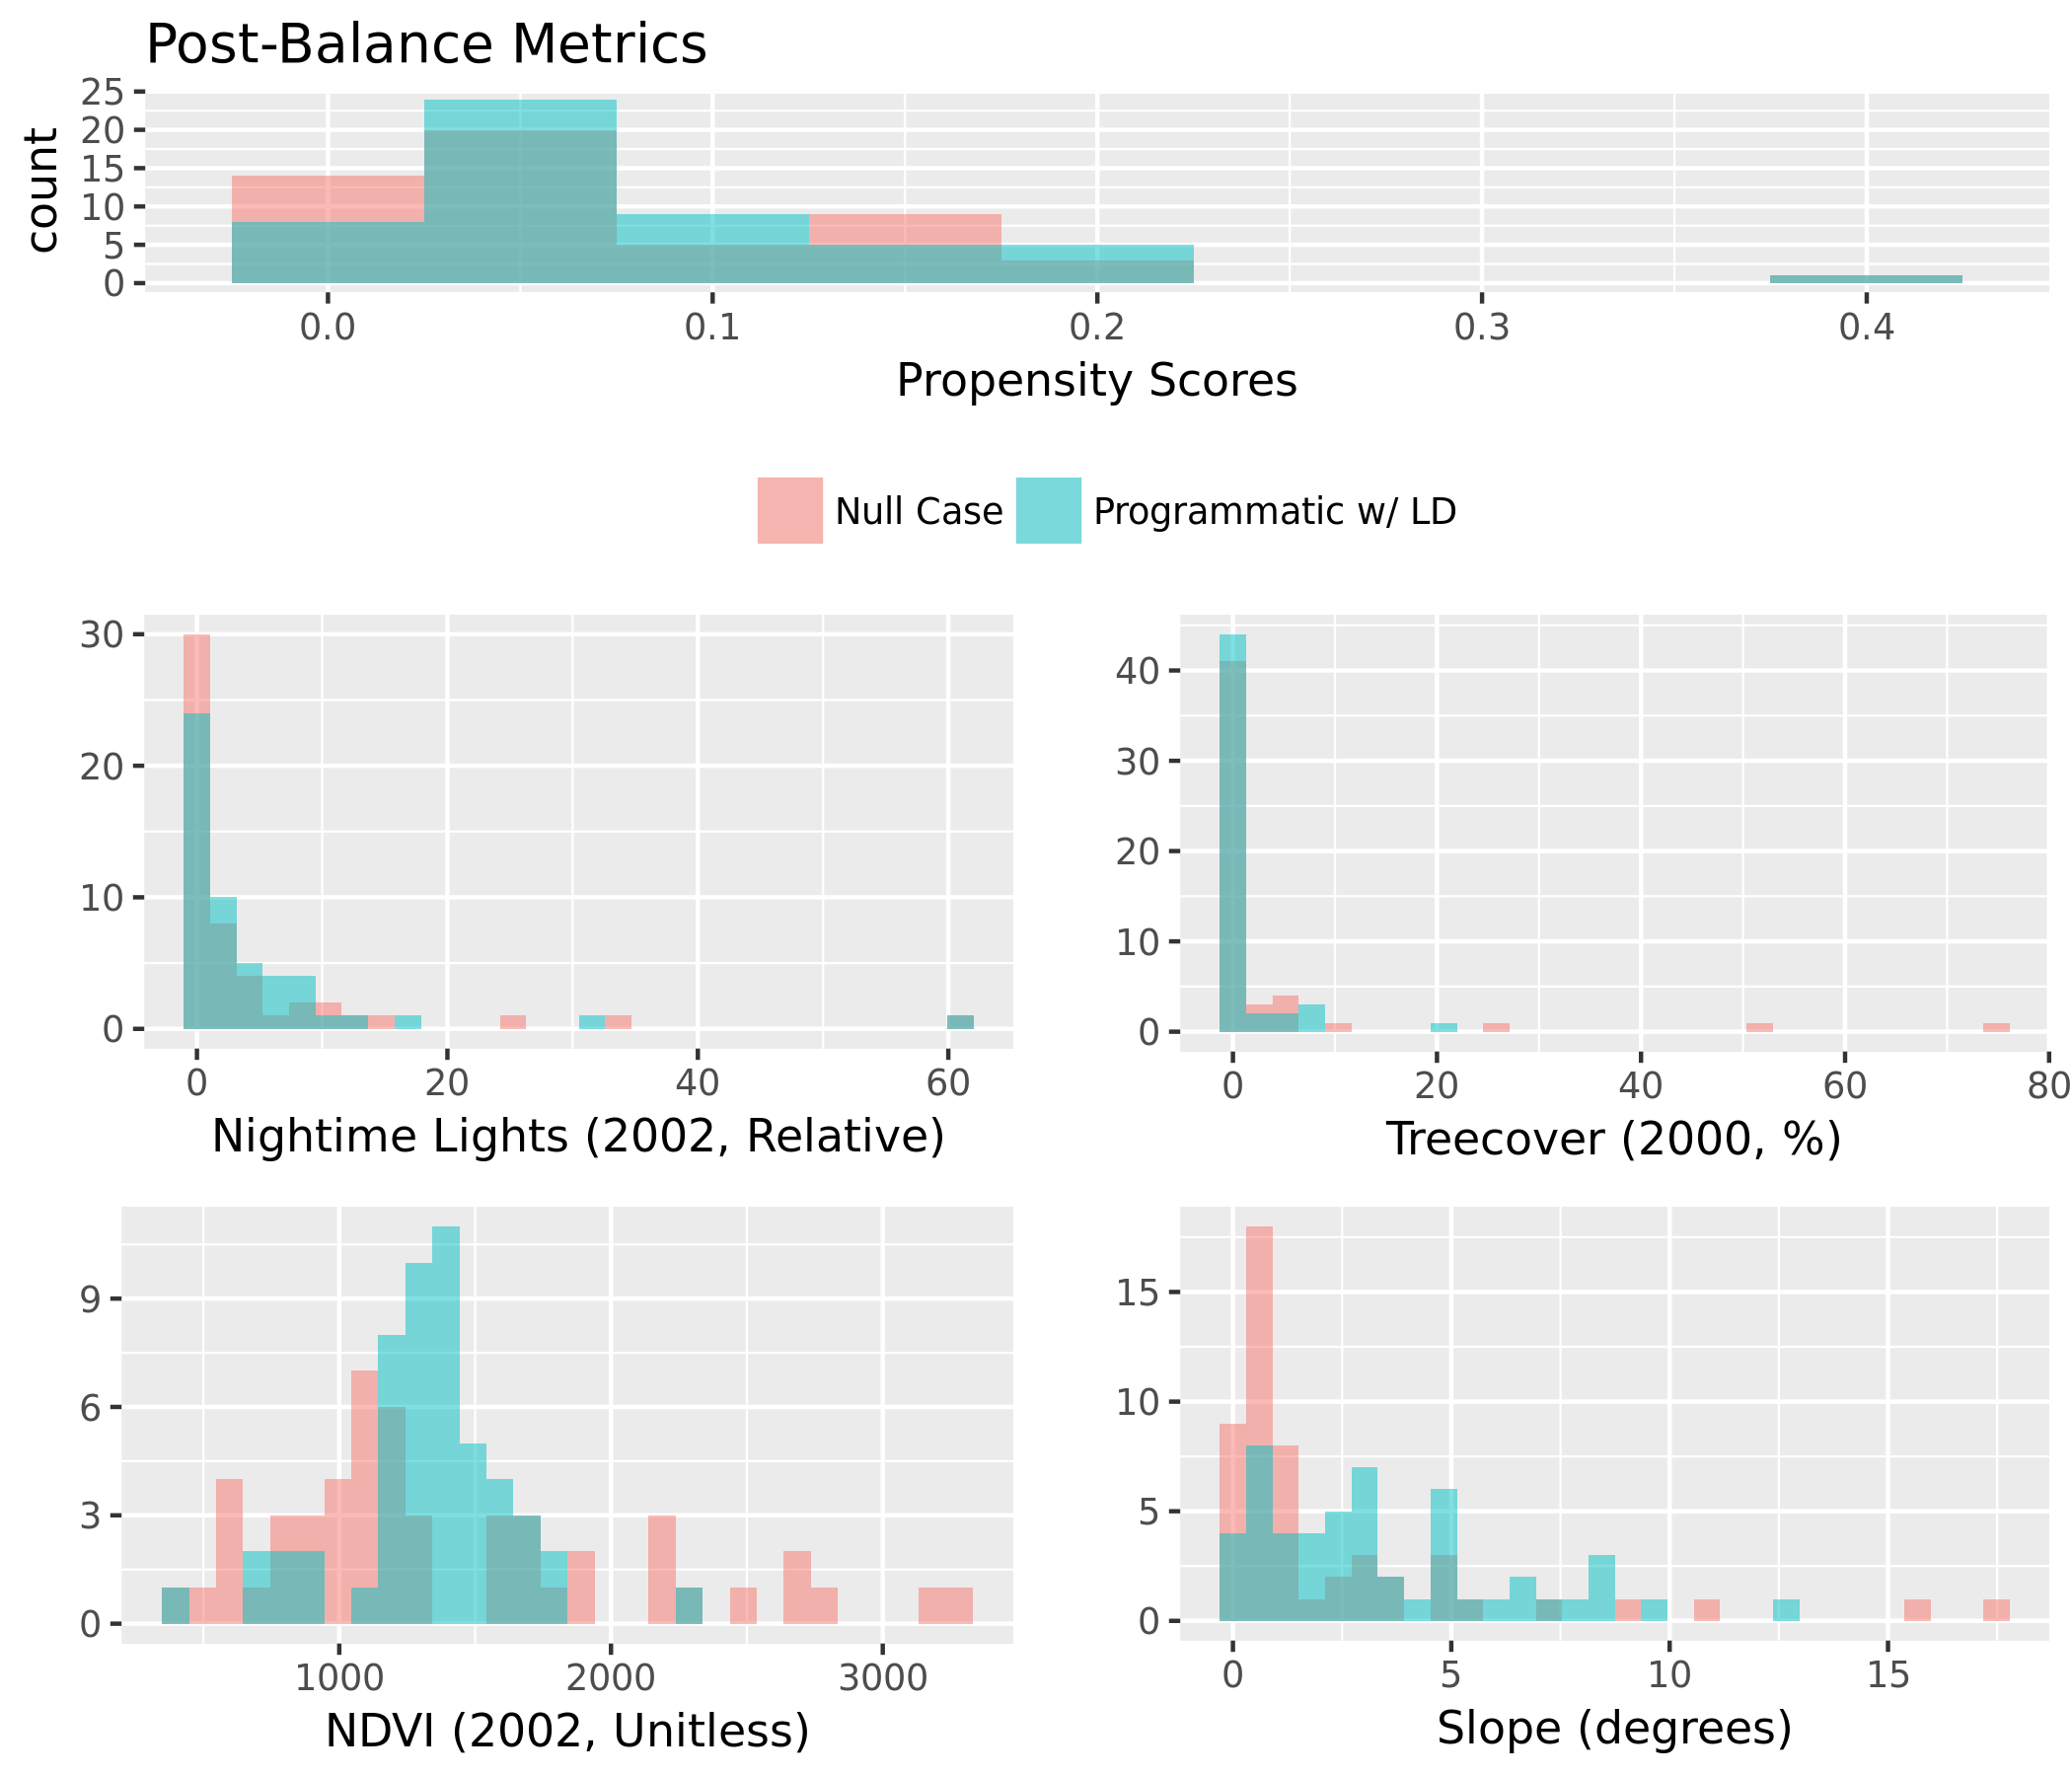 Post-Balance Metrics
count
25
20
15
10
5
0
0.0 0.1 0.2 0.3 0.4
Propensity Scores
Null Case Programmatic w/ LD
30
20
10
0
0 20 40 60
Nightime Lights (2002, Relative)
40
30
20
10
0
0 20 40 60 80
Treecover (2000, %)
9
6
3
0
1000 2000 3000
NDVI (2002, Unitless)
15
10
5
0
0 5 10 15
Slope (degrees)